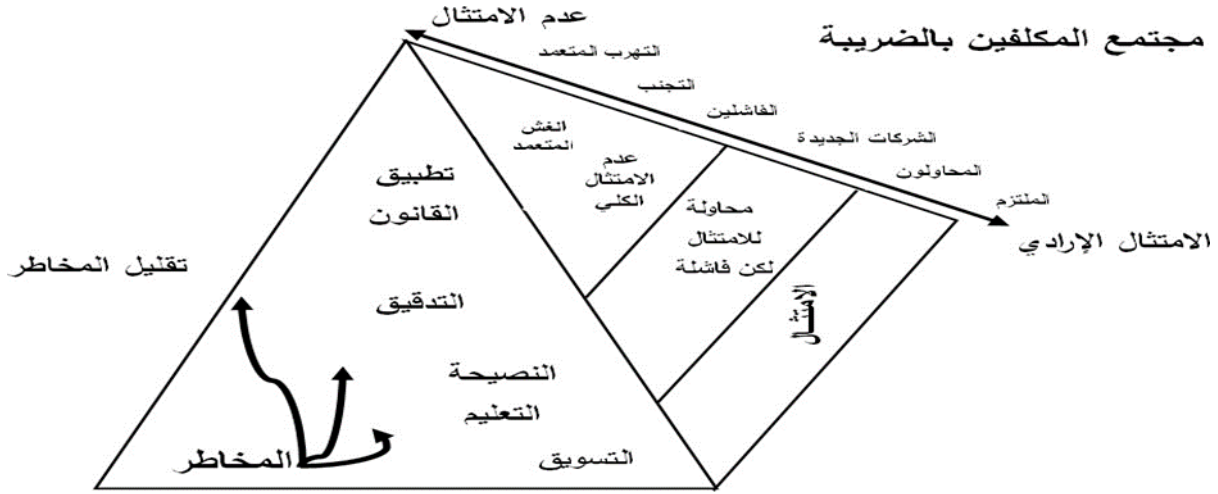 عدم الامتثال
مجتمع المكلفين بالضريبة
التهرب المتعمد
التجنب
الفاشلين
الشركات الجديدة
المحاولون
الملتزم
الامتثال الإرادي
الغش
المتعمد
عدم
الامتثال
الكلي
محاولة
للامتثال
لكن فاشلة
الامتثال
تطبيق
القانون
تقليل المخاطر
التدقيق
النصيحة
التعليم
التسويق
المخاطر